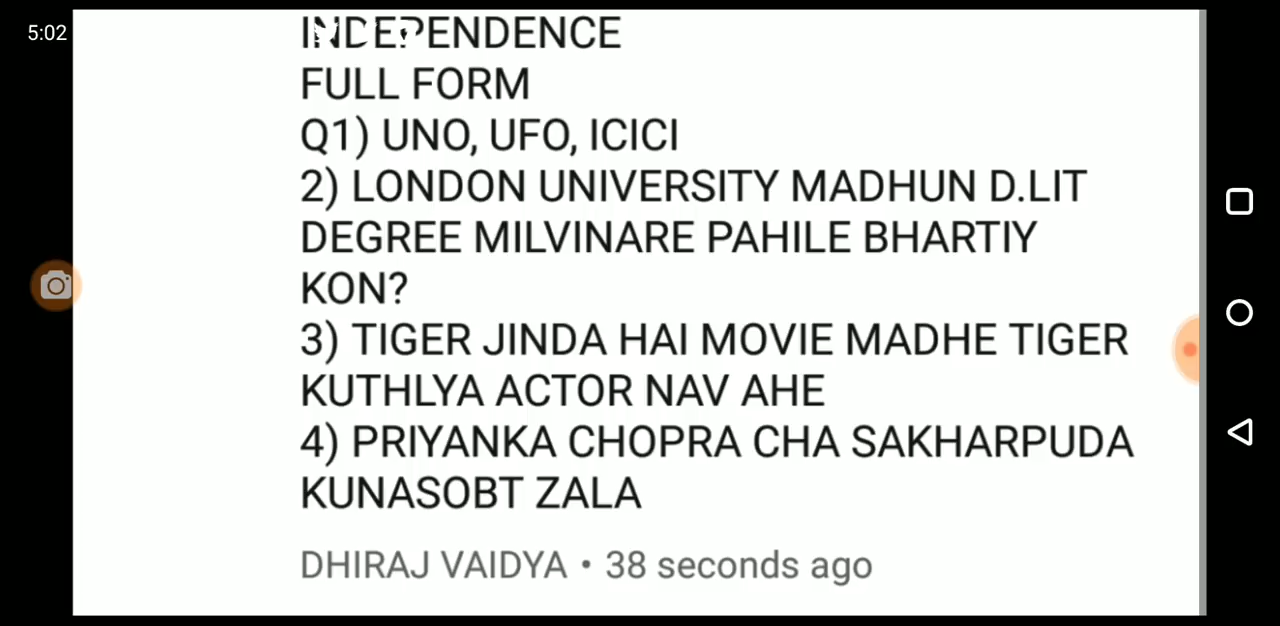 5:02
INDEPENDENCE
FULL FORM
Q1) UNO, UFO, ICICI
2) LONDON UNIVERSITY MADHUN D.LIT
DEGREE MILVINARE PAHILE BHARTIY
KON?
3) TIGER JINDA HAI MOVIE MADHE TIGER
KUTHLYA ACTOR NAV AHE
4) PRIYANKA CHOPRA CHA SAKHARPUDA
KUNASOBT ZALA
DHIRAJ VAIDYA • 38 seconds ago